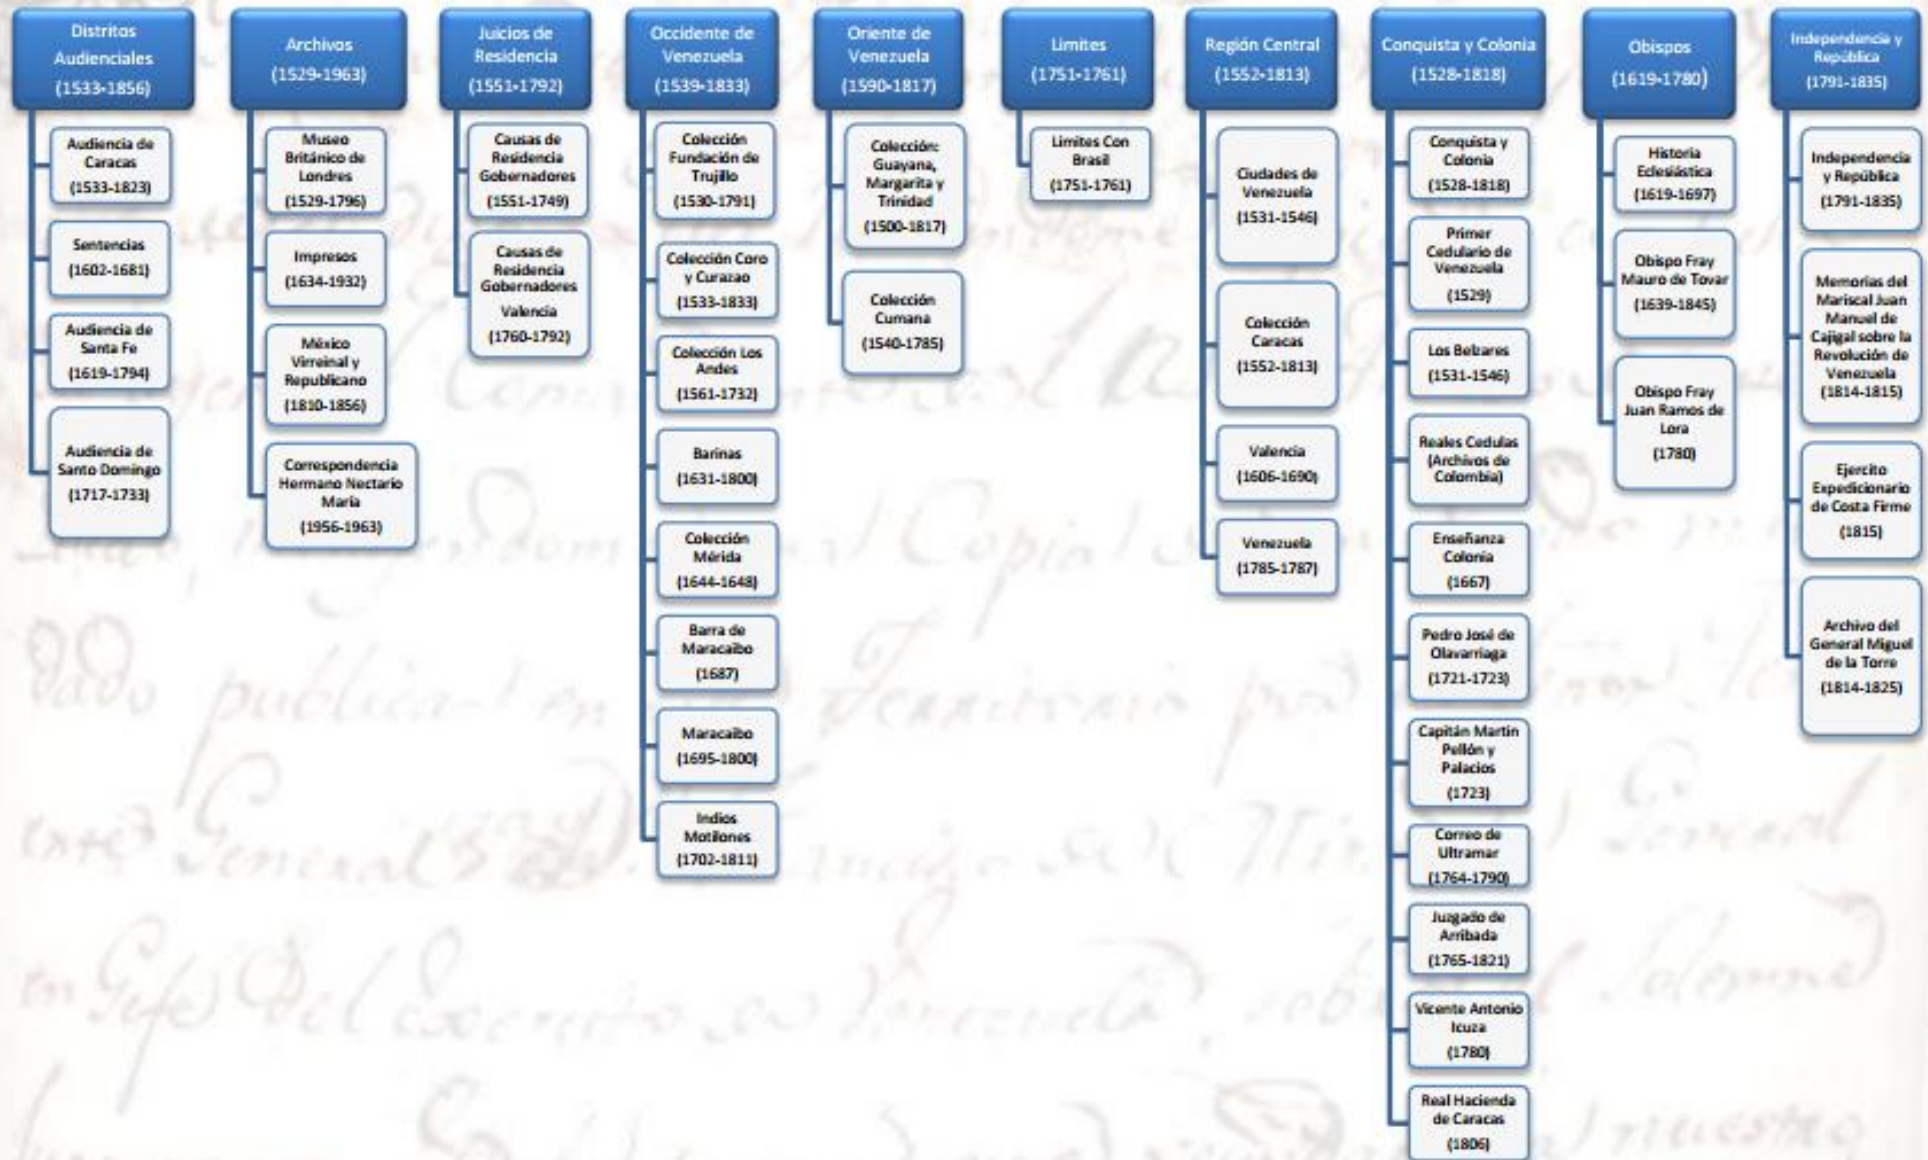 Distritos
Audienciales
(1533-1856)
Audiencia de
Caracas
(1533-1823)
Sentencias
(1602-1681)
Audiencia de
Santa Fe
(1619-1794)
Audiencia de
Santo Domingo
(1717-1733)
Archivos
(1529-1963)
Museo
Británico de
Londres
(1529-1796)
Impresos
(1634-1932)
México
Virreinal y
Republicano
(1810-1856)
Correspondencia
Hermano Nectario
María
(1956-1963)
Juicios de
Residencia
(1551-1792)
Causas de
Residencia
Gobernadores
(1551-1749)
Causas de
Residencia
Gobernadores
Valencia
(1760-1792)
Occidente de
Venezuela
(1539-1833)
Colección
Fundación de
Trujillo
(1530-1791)
Colección Coro
y Curazao
(1533-1833)
Colección Los
Andes
(1561-1732)
Barinas
(1631-1800)
Colección
Mérida
(1644-1648)
Barra de
Maracaibo
(1687)
Maracaibo
(1695-1800)
Indios
Motilones
(1702-1811)
Oriente de
Venezuela
(1590-1817)
Colección:
Guayana,
Margarita y
Trinidad
(1500-1817)
Colección
Cumana
(1540-1785)
Limites
(1751-1761)
Limites Con
Brasil
(1751-1761)
Región Central
(1552-1813)
Ciudades de
Venezuela
(1531-1546)
Colección
Caracas
(1552-1813)
Valencia
(1606-1690)
Venezuela
(1785-1787)
Conquista y Colonia
(1528-1818)
Conquista y
Colonia
(1528-1818)
Primer
Cedulario de
Venezuela
(1529)
Los Belzares
(1531-1546)
Reales Cedulas
(Archivos de
Colombia)
Enseñanza
Colonia
(1667)
Pedro José de
Olavarriaga
(1721-1723)
Capitán Martín
Pellón y
Palacios
(1723)
Correo de
Ultramar
(1764-1790)
Juzgado de
Arribada
(1765-1821)
Vicente Antonio
Icuza
(1780)
Real Hacienda
de Caracas
(1806)
Obispos
(1619-1780)
Historia
Eclesiástica
(1619-1697)
Obispo Fray
Mauro de Tovar
(1639-1845)
Obispo Fray
Juan Ramos de
Lora
(1780)
Independencia y
República
(1791-1835)
Independencia
y República
(1791-1835)
Memorias del
Mariscal Juan
Manuel de
Cajigal sobre la
Revolución de
Venezuela
(1814-1815)
Ejercito
Expedicionario
de Costa Firme
(1815)
Archivo del
General Miguel
de la Torre
(1814-1825)